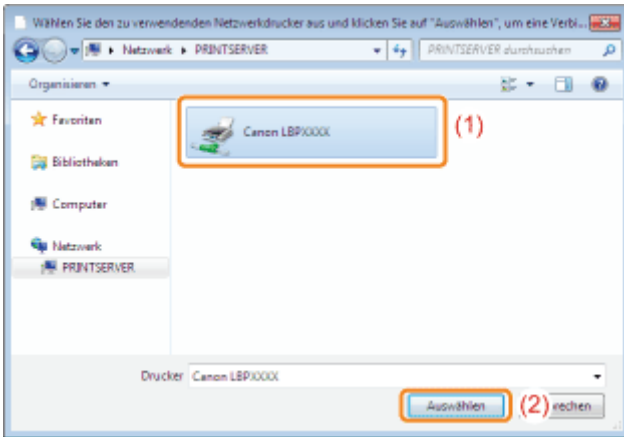 Wählen Sie den zu verwendenden Netzwerkdrucker aus und klicken Sie auf "Auswählen", um eine Verbi...
Netzwerk PRINTSERVER
PRINTSERVER durchsuchen
Organisieren
Favoriten
Canon LBPXXXX
(1)
Bibliotheken
Computer
Netzwerk
PRINTSERVER
Drucker Canon LBPXXXX
Auswählen
(2)
rechen